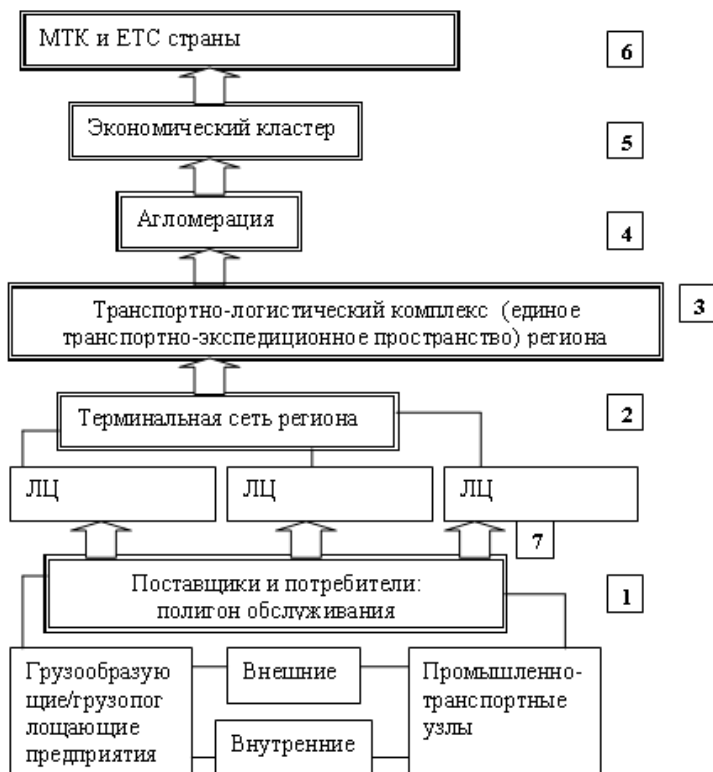 МТК и ЕТС страны
6
Экономический кластер
5
Агломерация
4
Транспортно-логистический комплекс (единое
транспортно-экспедиционное пространство) региона
3
Терминальная сеть региона
2
ЛЦ
ЛЦ
ЛЦ
7
Поставщики и потребители:
полигон обслуживания
1
Грузообразую
щие/грузопог
лощающие
предприятия
Внешние
Внутренние
Промышленно-
транспортные
узлы